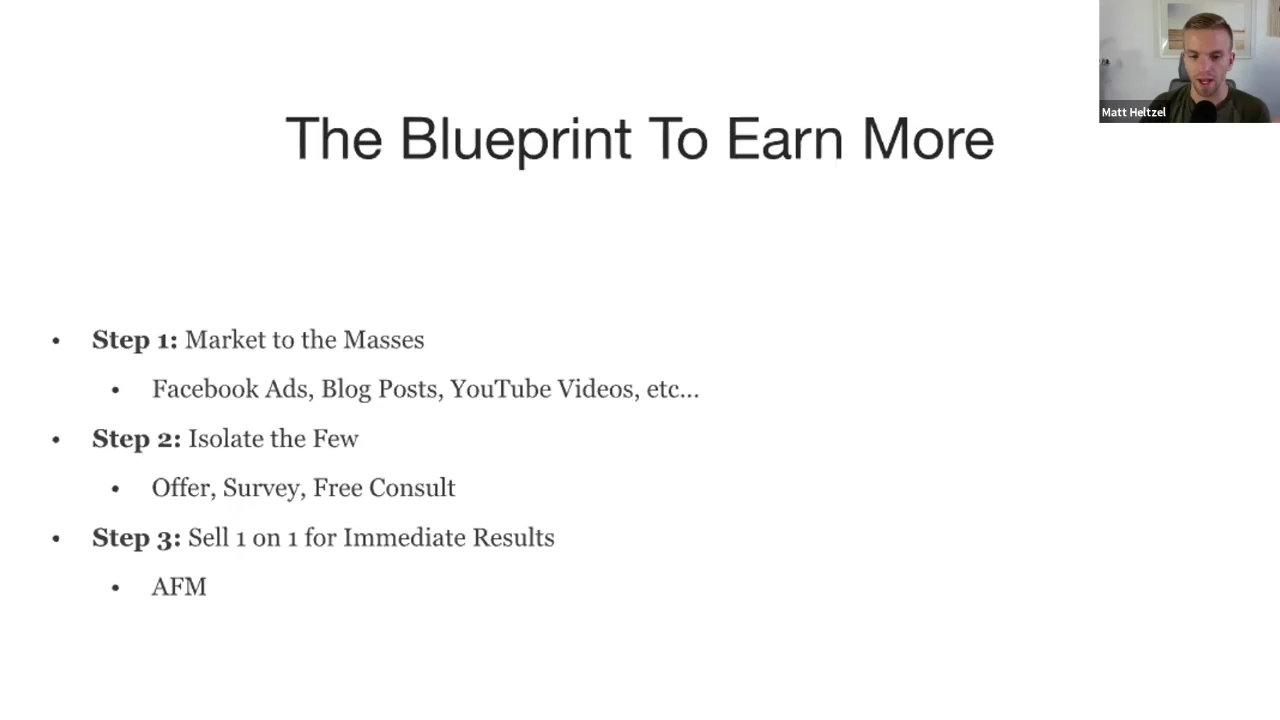 Matt Heltzel
The Blueprint To Earn More
• Step 1: Market to the Masses
• Facebook Ads, Blog Posts, YouTube Videos, etc...
• Step 2: Isolate the Few
• Offer, Survey, Free Consult
• Step 3: Sell 1 on 1 for Immediate Results
• AFM